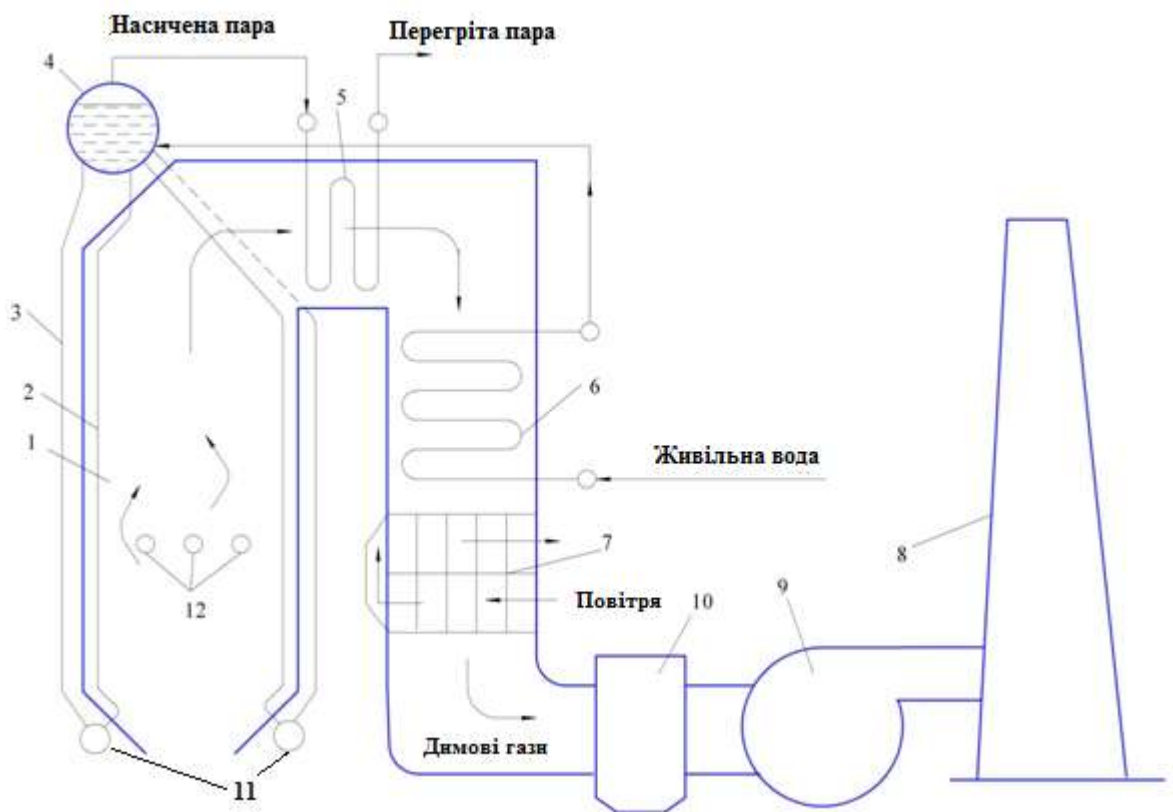 Насичена пара
Перегріта пара
4
5
3
2
6
1
Живільна вода
7
8
12
Повітря
10
9
Димові гази
11